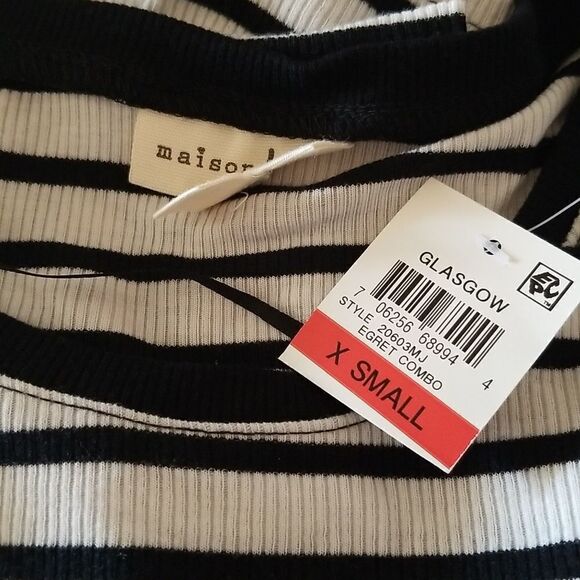 maison
GLASGOW
7 06256 68994 4
STYLE 20603MJ
EGRET COMBO
X SMALL